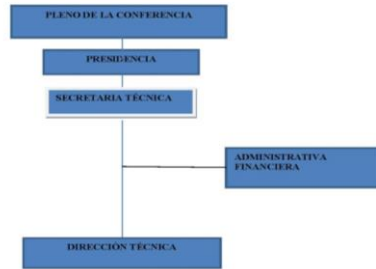 PLENO DE LA CONFERENCIA
PRESIDENCIA
SECRETARIA TÉCNICA
ADMINISTRATIVA
FINANCIERA
DIRECCIÓN TÉCNICA